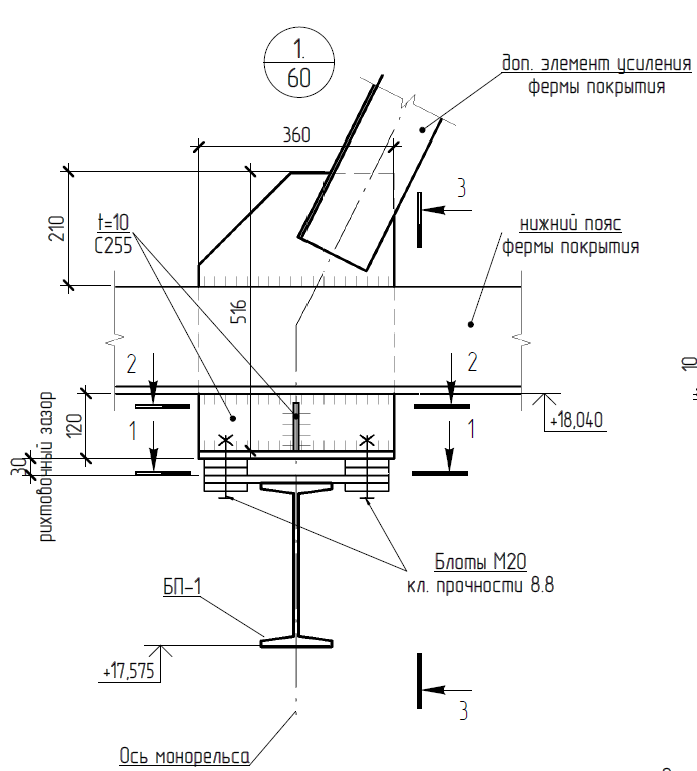 1.
60
доп. элемент усиления
фермы покрытия
360
3
210
t=10
С255
нижний пояс
фермы покрытия
516
2
2
10
120
1
1
+18,040
30
рихтовочный зазор
Блоты М20
кл. прочности 8.8
БП-1
+17,575
3
Ось монорельса